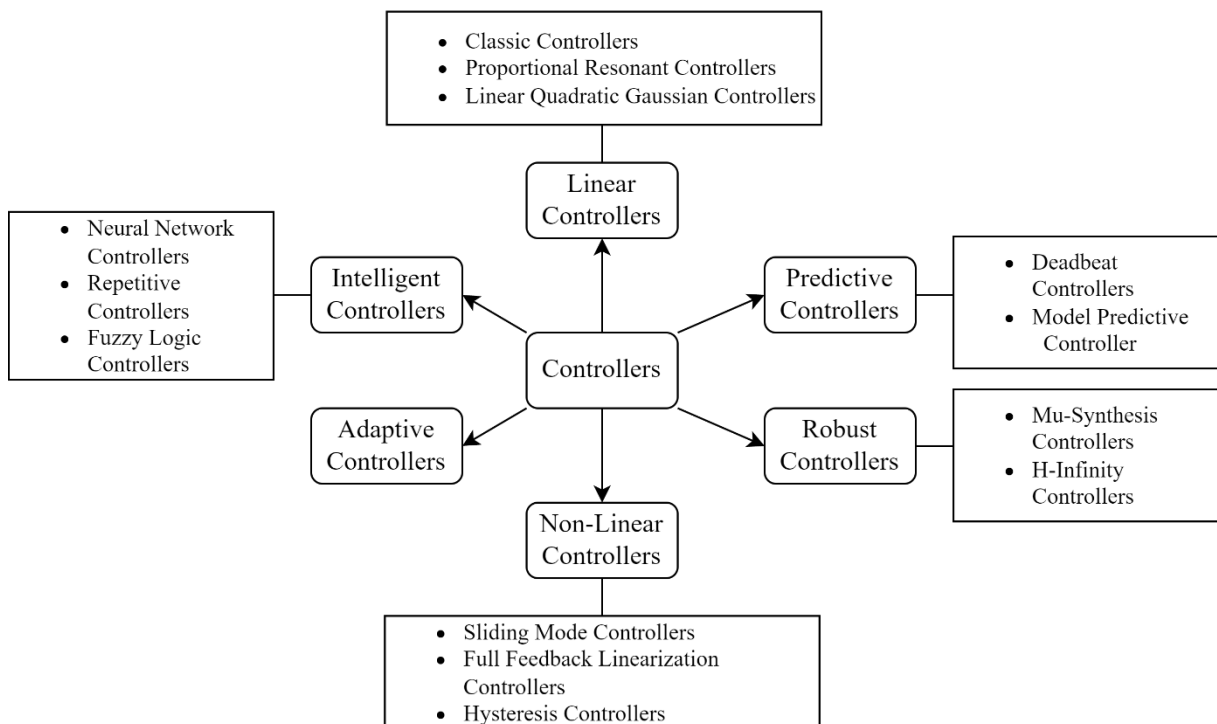 • Classic Controllers
• Proportional Resonant Controllers
• Linear Quadratic Gaussian Controllers
Linear
Controllers
• Neural Network
Controllers
• Repetitive
Controllers
• Fuzzy Logic
Controllers
Intelligent
Controllers
Predictive
Controllers
• Deadbeat
Controllers
• Model Predictive
Controller
Controllers
Adaptive
Controllers
Robust
Controllers
• Mu-Synthesis
Controllers
• H-Infinity
Controllers
Non-Linear
Controllers
• Sliding Mode Controllers
• Full Feedback Linearization
Controllers
• Hysteresis Controllers